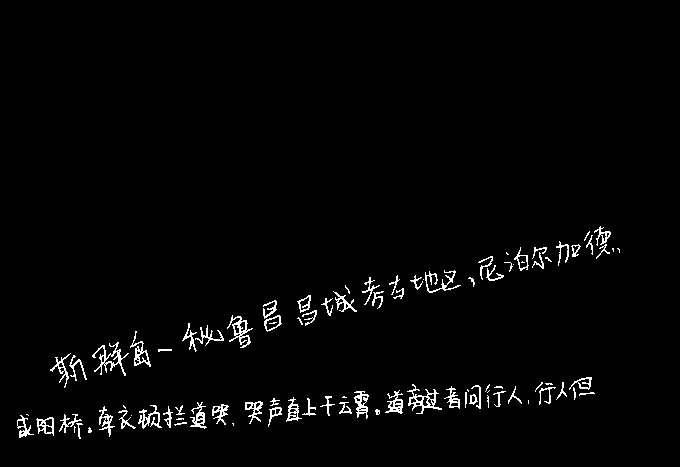 斯群岛－秘鲁昌昌城考古地区,尼泊尔加德.
咸阳桥。牵衣顿拦道哭,哭声直上干云霄。道旁过者问行人,行人但